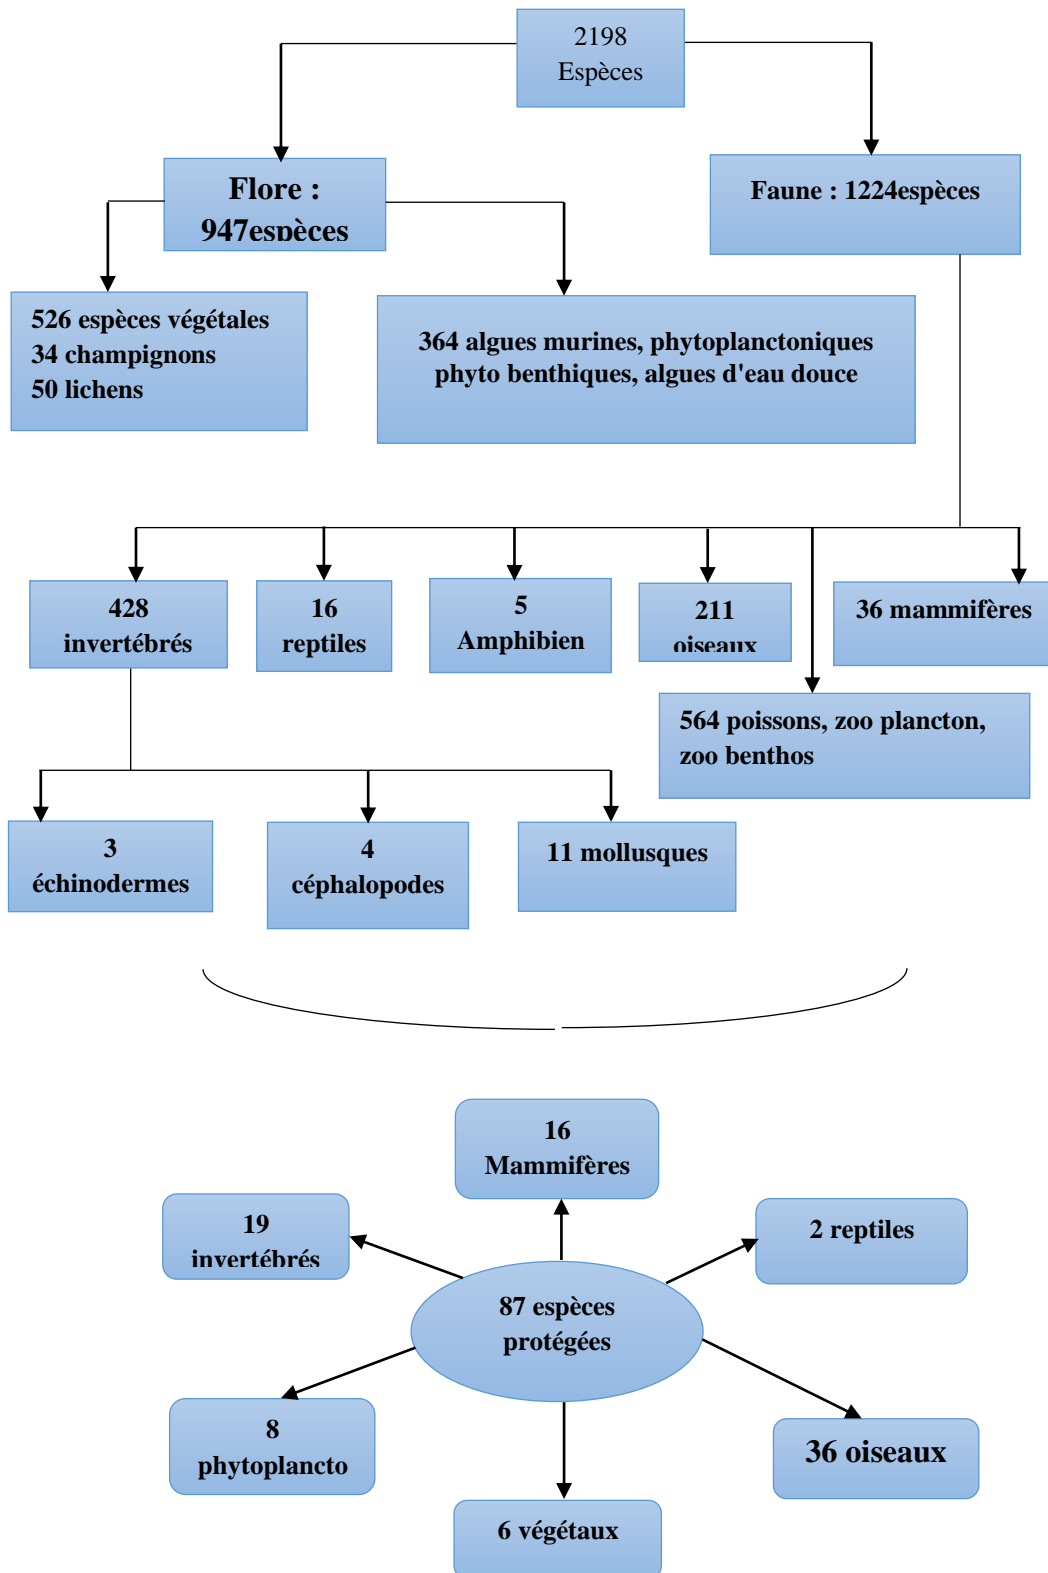 2198
Espèces
Flore :
947espèces
Faune : 1224espèces
526 espèces végétales
34 champignons
50 lichens
364 algues murines, phytoplanctoniques
phyto benthiques, algues d'eau douce
428
invertébrés
16
reptiles
5
Amphibien
211
oiseaux
36 mammifères
564 poissons, zoo plancton,
zoo benthos
3
échinodermes
4
céphalopodes
11 mollusques
16
Mammifères
19
invertébrés
2 reptiles
87 espèces
protégées
8
phytoplancto
36 oiseaux
6 végétaux